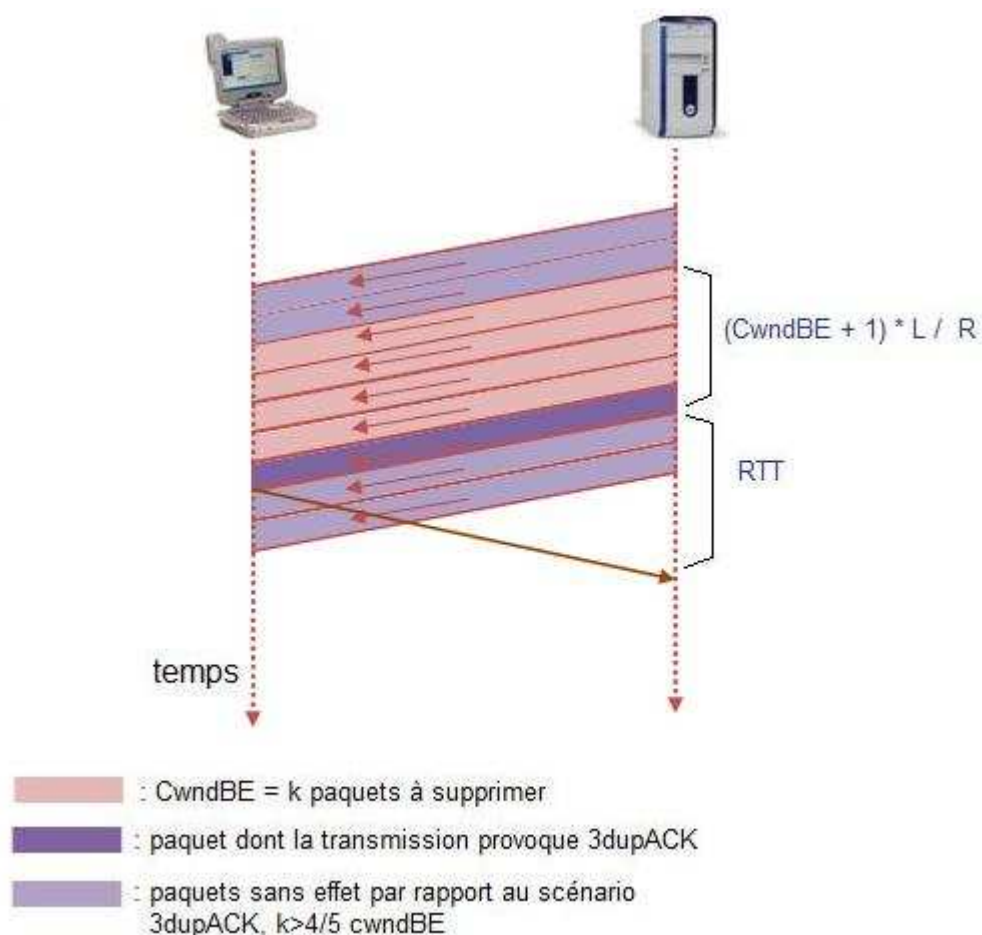 (CwndBE + 1) * L / R
RTT
temps
: CwndBE = k paquets à supprimer
: paquet dont la transmission provoque 3dupACK
: paquets sans effet par rapport au scénario
3dupACK, k>4/5 cwndBE